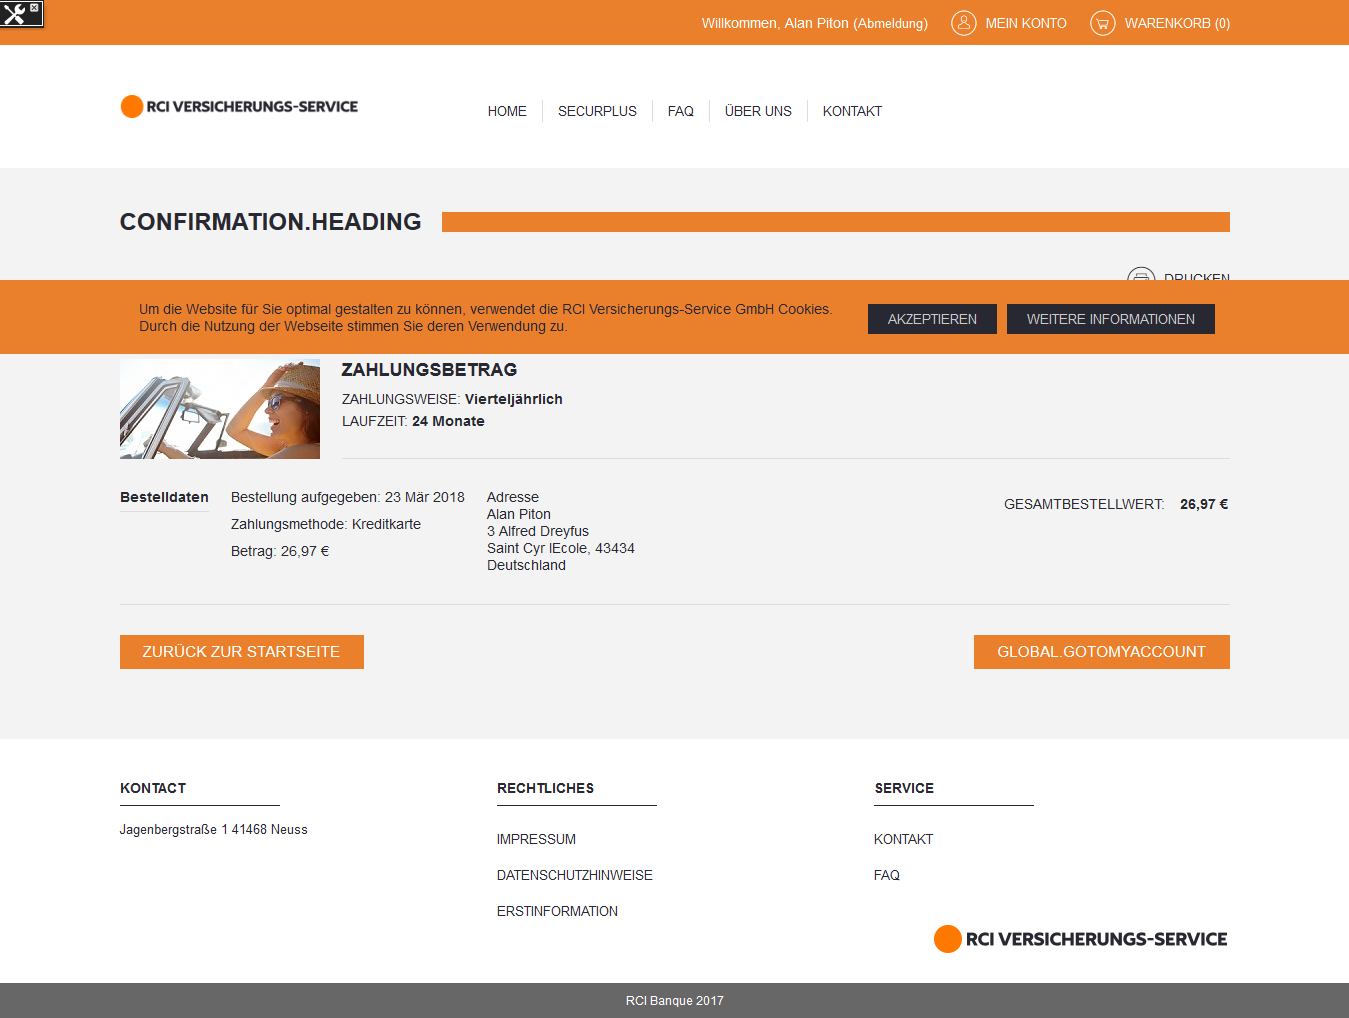 Willkommen, Alan Piton (Abmeldung) MEIN KONTO WARENKORB (0)
RCI VERSICHERUNGS-SERVICE
HOME SECURPLUS FAQ ÜBER UNS KONTAKT
CONFIRMATION.HEADING
DRUCKEN
Um die Website für Sie optimal gestalten zu können, verwendet die RCI Versicherungs-Service GmbH Cookies.
Durch die Nutzung der Webseite stimmen Sie deren Verwendung zu.
AKZEPTIEREN WEITERE INFORMATIONEN
ZAHLUNGSBETRAG
ZAHLUNGSWEISE: Vierteljährlich
LAUFZEIT: 24 Monate
Bestelldaten
Bestellung aufgegeben: 23 Mär 2018
Zahlungsmethode: Kreditkarte
Betrag: 26,97 €
Adresse
Alan Piton
3 Alfred Dreyfus
Saint Cyr lEcole, 43434
Deutschland
GESAMTBESTELLWERT: 26,97 €
ZURÜCK ZUR STARTSEITE
GLOBAL.GOTOMYACCOUNT
KONTACT
Jagenbergstraße 1 41468 Neuss
RECHTLICHES
IMPRESSUM
DATENSCHUTZHINWEISE
ERSTINFORMATION
SERVICE
KONTAKT
FAQ
RCI VERSICHERUNGS-SERVICE
RCI Banque 2017